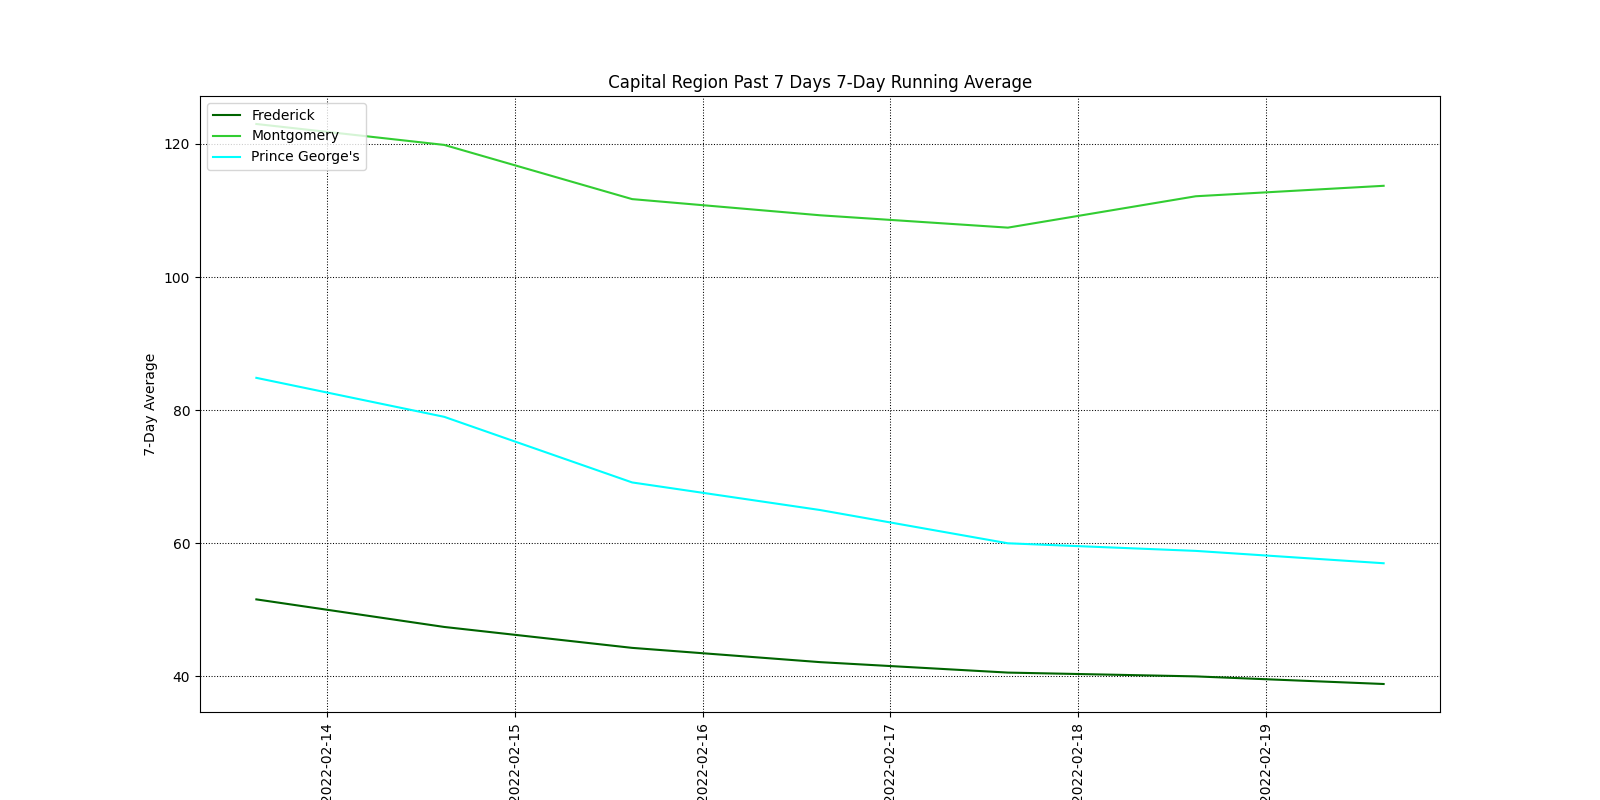 Capital Region Past 7 Days 7-Day Running Average
Frederick
Montgomery
Prince George's
7-Day Average
120
100
80
60
40
2022-02-14
2022-02-15
2022-02-16
2022-02-17
2022-02-18
2022-02-19